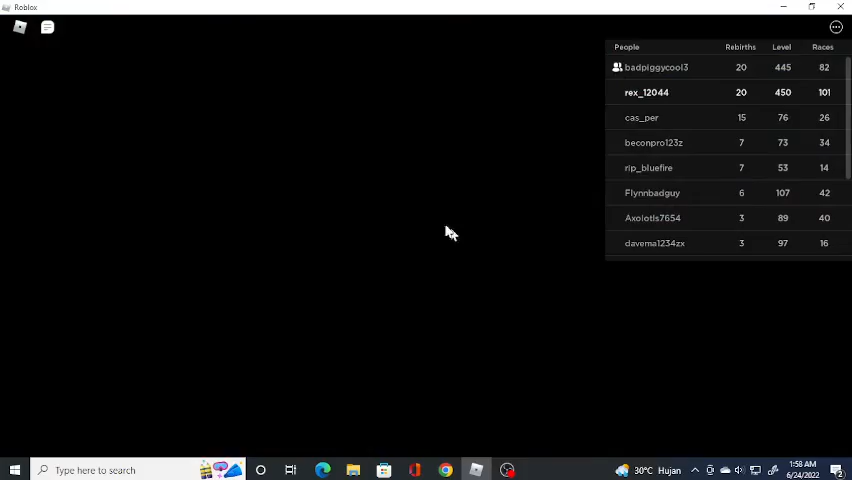 Roblox
People Rebirths Level Races
badpiggycool3 20 445 82
rex_12044 20 450 101
cas_per 15 76 26
beconpro123z 7 73 34
rip_bluefire 7 53 14
Flynnbadguy 6 107 42
Axolotls7654 3 89 40
davema1234zx 3 97 16
Type here to search
30°C Hujan
1:58 AM
6/24/2022
2